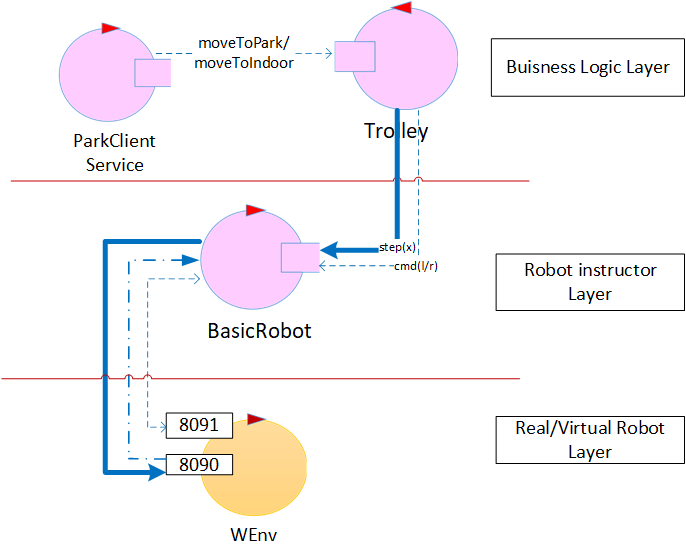 moveToPark/
moveToIndoor
Buisness Logic Layer
ParkClient
Service
Trolley
step(x)
cmd(l/r)
Robot instructor
Layer
BasicRobot
8091
8090
Real/Virtual Robot
Layer
WEnv